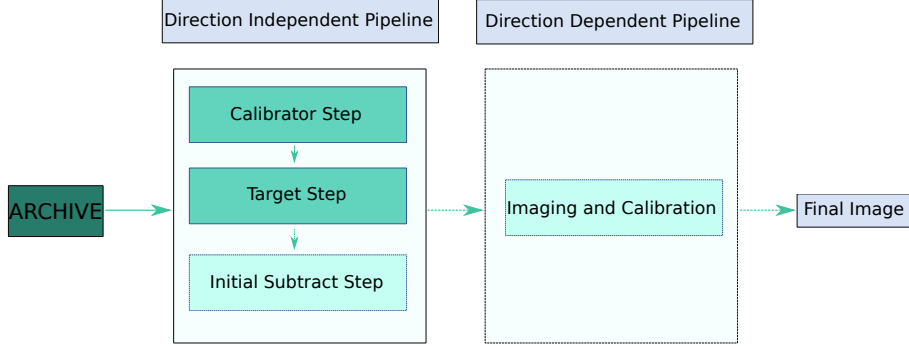 Direction Independent Pipeline
Direction Dependent Pipeline
Calibrator Step
Target Step
Initial Subtract Step
ARCHIVE
Imaging and Calibration
Final Image